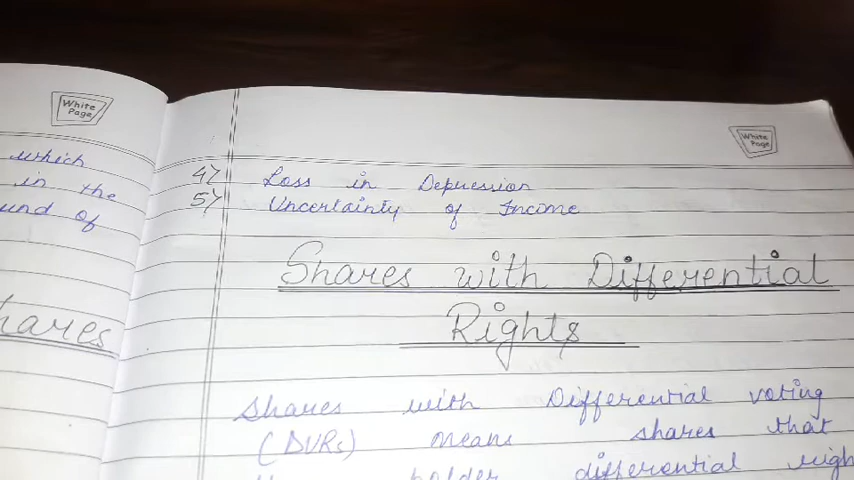 White
Page
which
in the
of
hares
White
Page
4) Loss in Depression
5) Uncertainty of Income
Shares with Differential
Rights
Shares with Differential voting
(DVRs) means shares that
holder differential